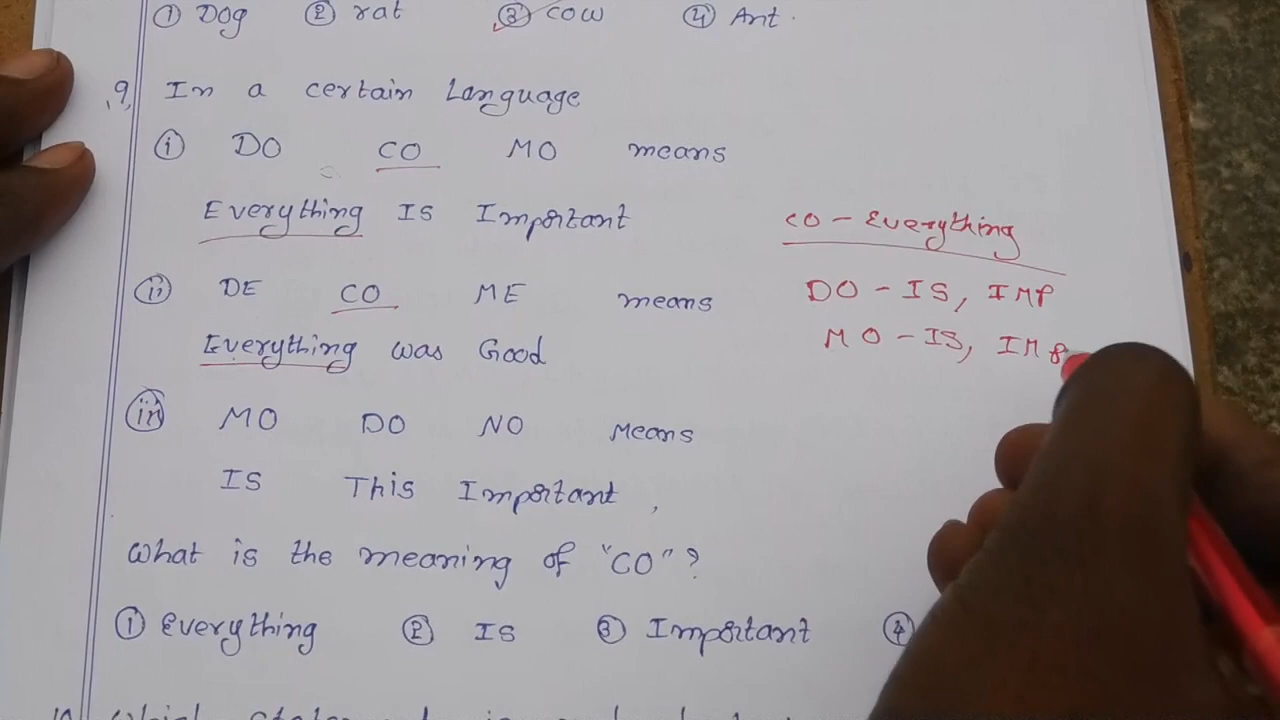 ① Dog ② rat ③ cow ④ Ant.
9, In a certain Language
ⓘ DO CO MO means
Everything IS Important
CO - Everything
ⓘⓘ DE CO ME means
DO - IS, IMP
MO - IS, IMP
Everything was Good
ⓘⓘⓘ MO DO NO Means
IS This Important,
What is the meaning of "CO"?
① Everything ② IS ③ Important ④